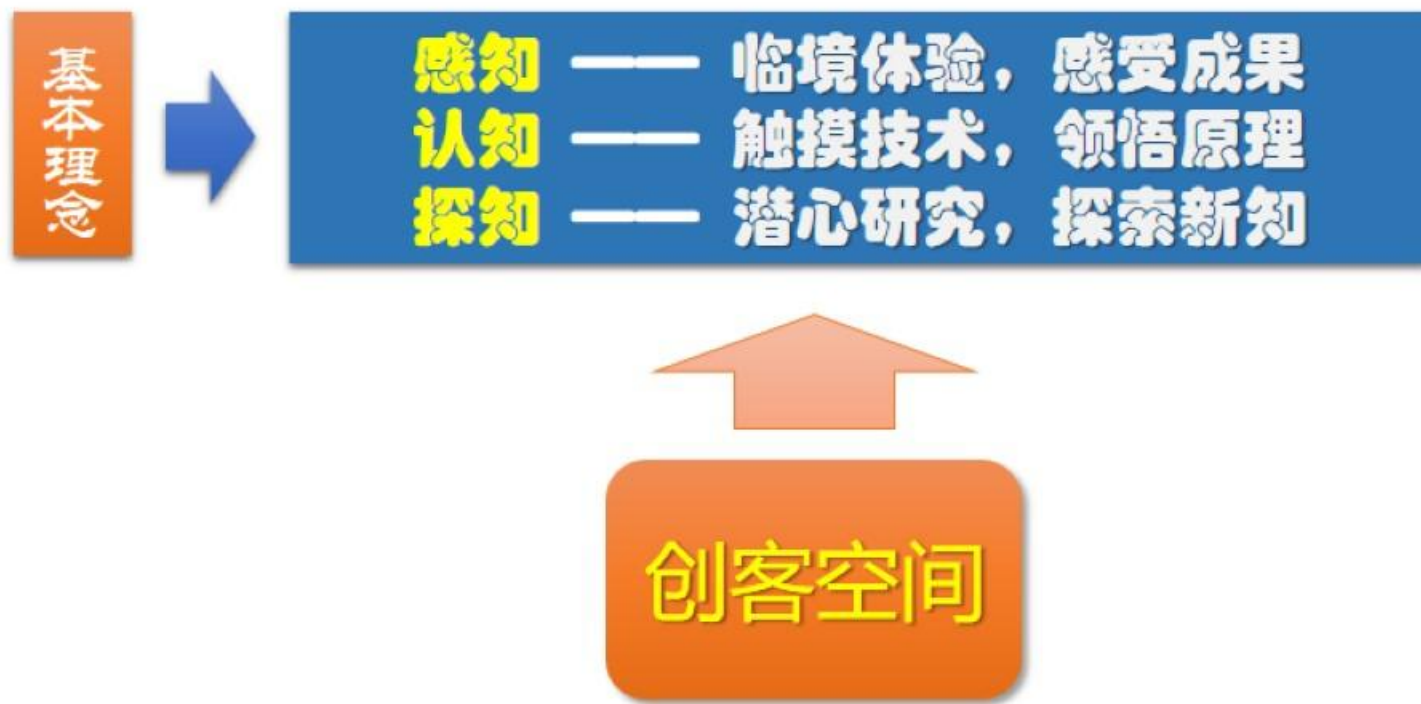 基本理念
感知 —— 临境体验，感受成果
认知 —— 触摸技术，领悟原理
探知 —— 潜心研究，探索新知
创客空间